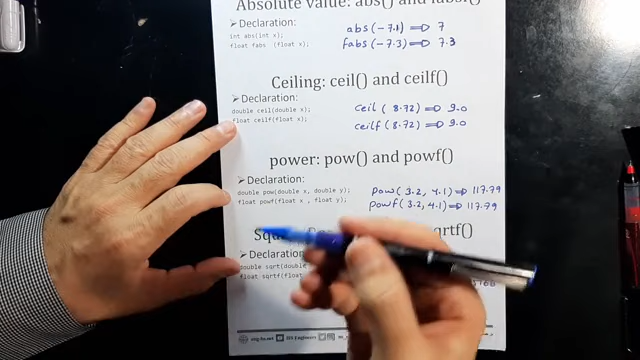 Absolute value: abs() and fabsf()
➤ Declaration:
int abs(int x);
float fabs (float x);
abs(-7.1) ⇒ 7
fabs(-7.3) ⇒ 7.3
Ceiling: ceil() and ceilf()
➤ Declaration:
double ceil(double x);
float ceilf(float x);
ceil ( 8.72) ⇒ 9.0
ceilf ( 8.72) ⇒ 9.0
power: pow() and powf()
➤ Declaration:
double pow(double x, double y);
float powf(float x , float y);
pow( 3.2, 4.1) ⇒ 117.79
powf( 3.2, 4.1) ⇒ 117.79
rtf()
➤ Declaration
double sqrt(double
float sqrtf(float